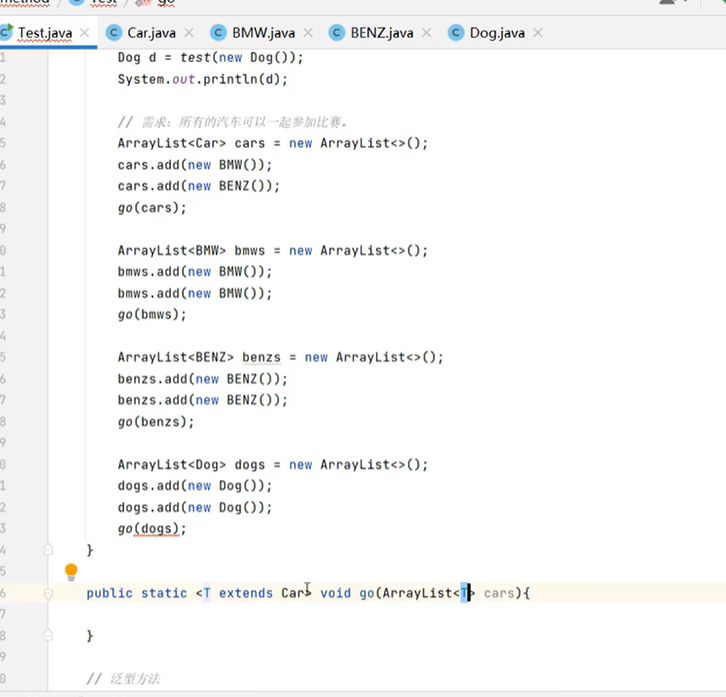 Test go
Test.java Car.java BMW.java BENZ.java Dog.java
1 Dog d = test(new Dog());
2 System.out.println(d);
3
4 // 需求：所有的汽车可以一起参加比赛。
5 ArrayList<Car> cars = new ArrayList<>();
6 cars.add(new BMW());
7 cars.add(new BENZ());
8 go(cars);
9
0 ArrayList<BMW> bmws = new ArrayList<>();
1 bmws.add(new BMW());
2 bmws.add(new BMW());
3 go(bmws);
4
5 ArrayList<BENZ> benzs = new ArrayList<>();
6 benzs.add(new BENZ());
7 benzs.add(new BENZ());
8 go(benzs);
9
0 ArrayList<Dog> dogs = new ArrayList<>();
1 dogs.add(new Dog());
2 dogs.add(new Dog());
3 go(dogs);
4 }
5
6 public static <T extends Car> void go(ArrayList<T> cars){
7
8 }
9
0 // 泛型方法